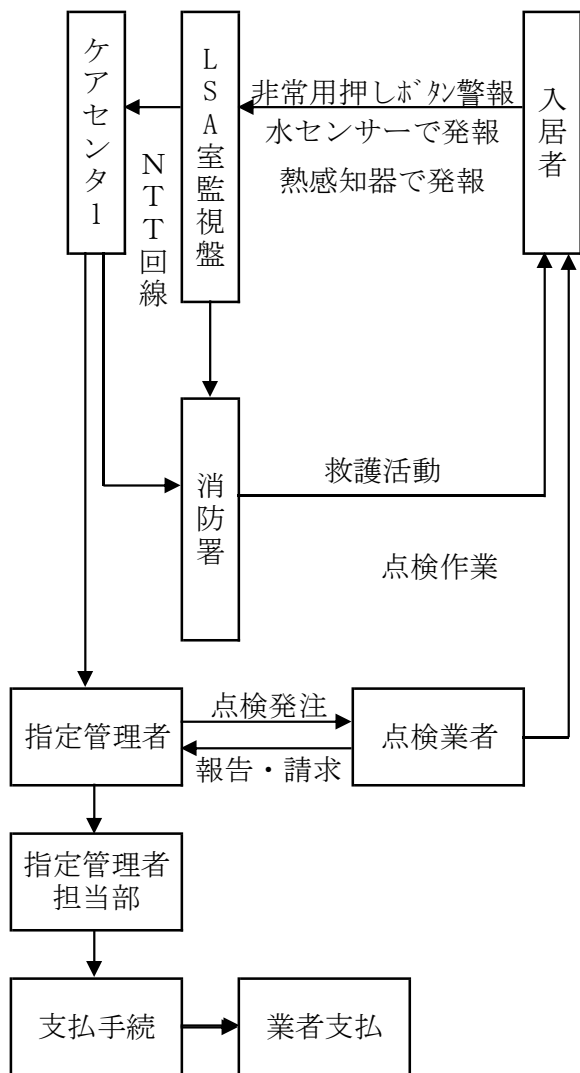 ケアセンター
LSA室監視盤
非常用押しﾎﾞﾀﾝ警報
水センサーで発報
熱感知器で発報
入居者
NTT回線
消防署
救護活動
点検作業
指定管理者
点検発注
報告・請求
点検業者
指定管理者
担当部
支払手続
業者支払